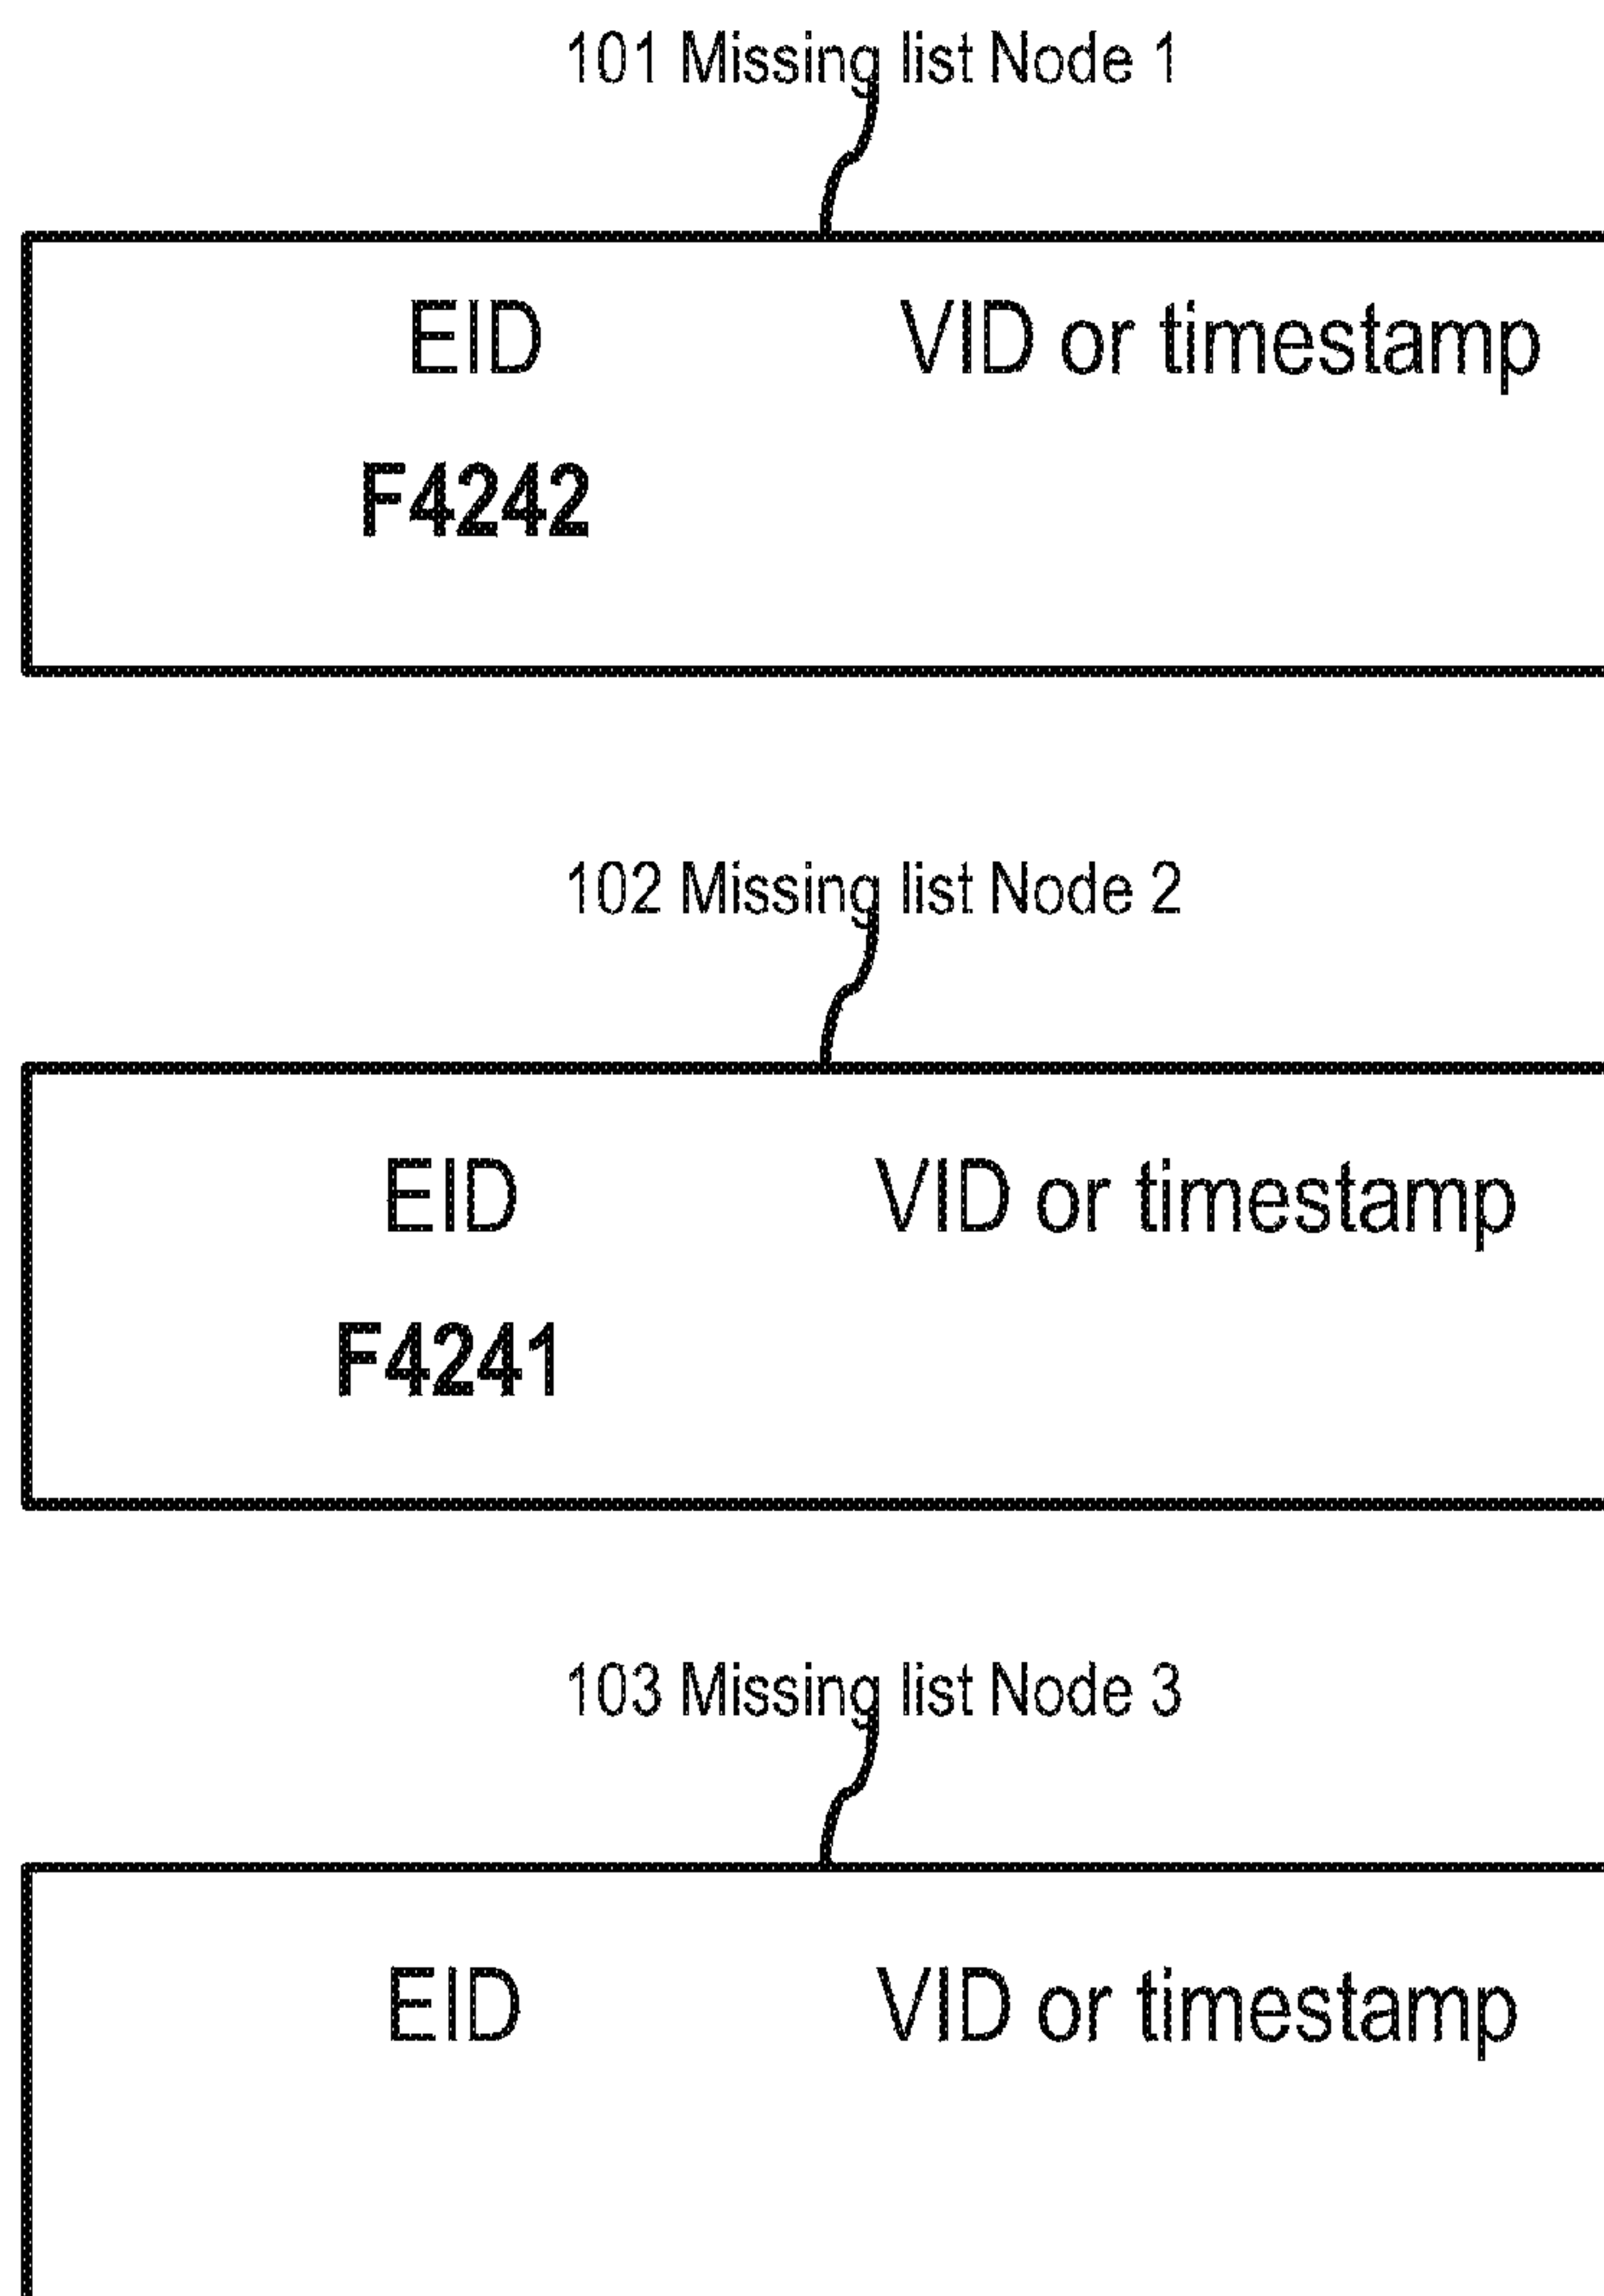 101 Missing list Node 1
EID VID or timestamp
F4242
102 Missing list Node 2
EID VID or timestamp
F4241
103 Missing list Node 3
EID VID or timestamp